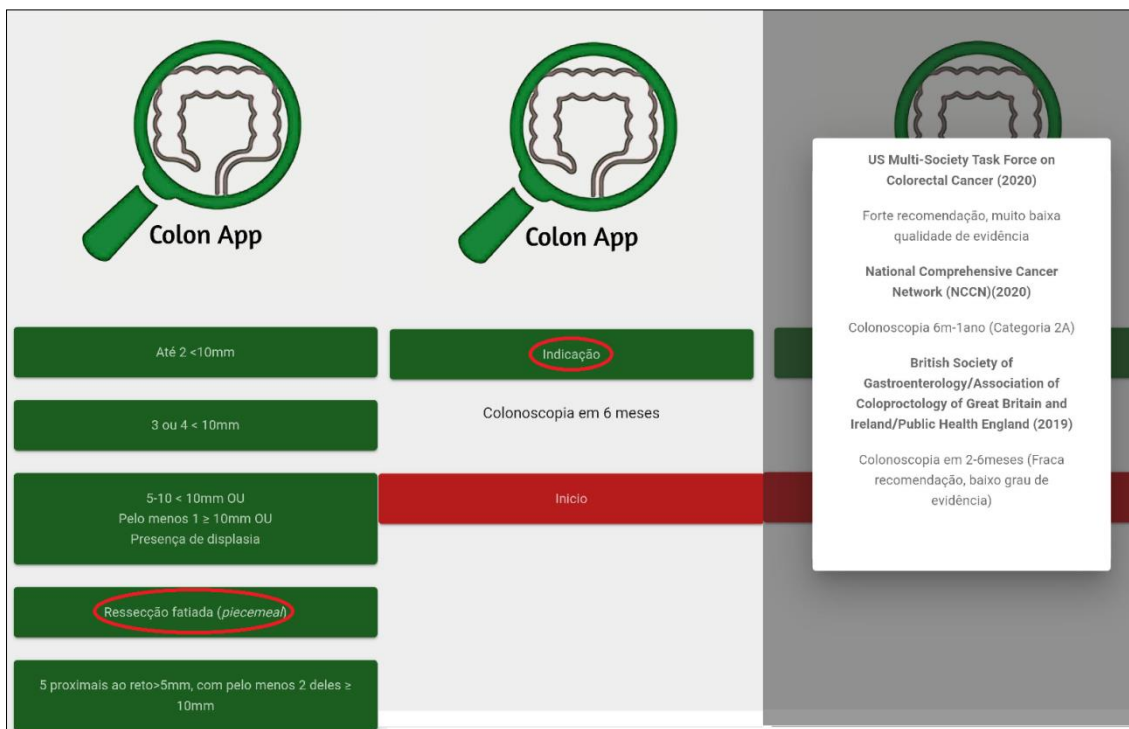 Colon App
Até 2 <10mm
3 ou 4 < 10mm
5-10 < 10mm OU
Pelo menos 1 ≥ 10mm OU
Presença de displasia
Ressecção fatiada (piecemeal)
5 proximais ao reto>5mm, com pelo menos 2 deles ≥
10mm
Colon App
Indicação
Colonoscopia em 6 meses
Inicio
US Multi-Society Task Force on
Colorectal Cancer (2020)
Forte recomendação, muito baixa
qualidade de evidência
National Comprehensive Cancer
Network (NCCN)(2020)
Colonoscopia 6m-1ano (Categoria 2A)
British Society of
Gastroenterology/Association of
Coloproctology of Great Britain and
Ireland/Public Health England (2019)
Colonoscopia em 2-6meses (Fraca
recomendação, baixo grau de
evidência)